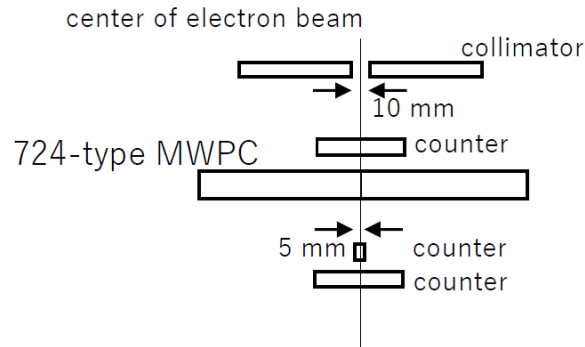 center of electron beam
collimator
10 mm
724-type MWPC
counter
5 mm
counter
counter